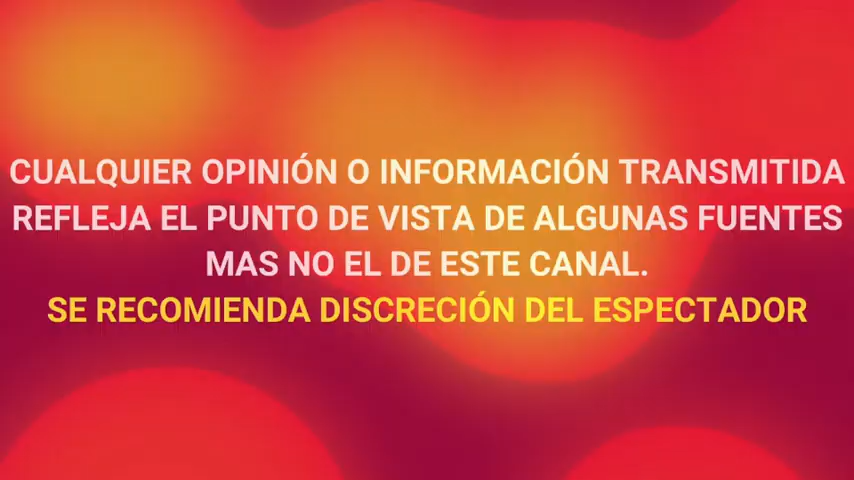 CUALQUIER OPINIÓN O INFORMACIÓN TRANSMITIDA
REFLEJA EL PUNTO DE VISTA DE ALGUNAS FUENTES
MAS NO EL DE ESTE CANAL.
SE RECOMIENDA DISCRECIÓN DEL ESPECTADOR